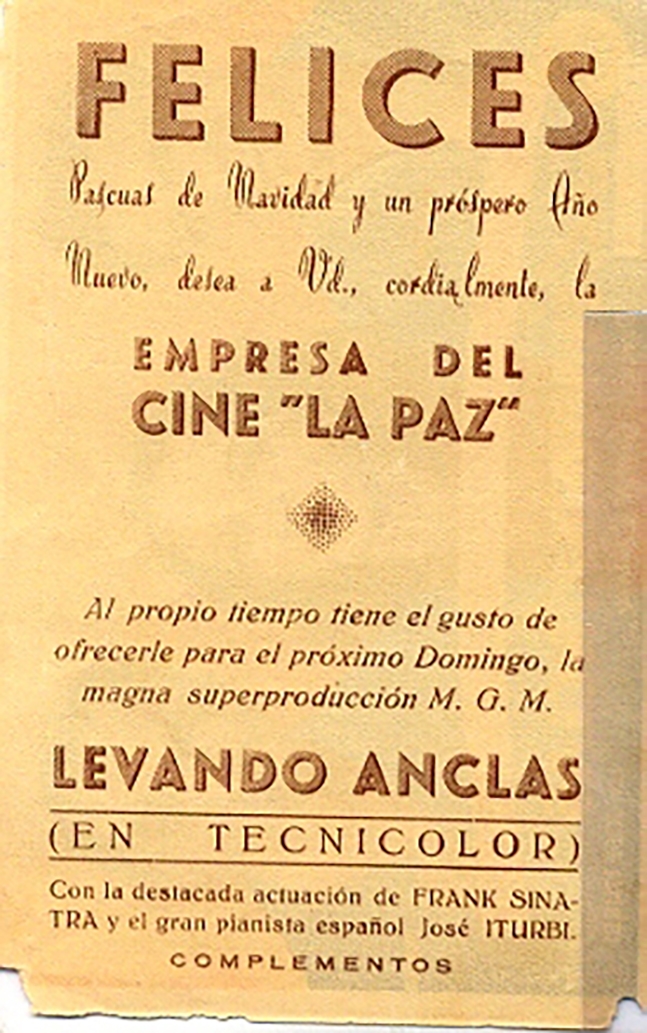 FELICES
Pascuas de Navidad y un próspero Año
Nuevo, desea a Vd., cordialmente, la
EMPRESA DEL
CINE "LA PAZ"
Al propio tiempo tiene el gusto de
ofrecerle para el próximo Domingo, la
magna superproducción M. G. M.
LEVANDO ANCLAS
(EN TECNICOLOR)
Con la destacada actuación de FRANK SINA-
TRA y el gran pianista español José ITURBI.
COMPLEMENTOS